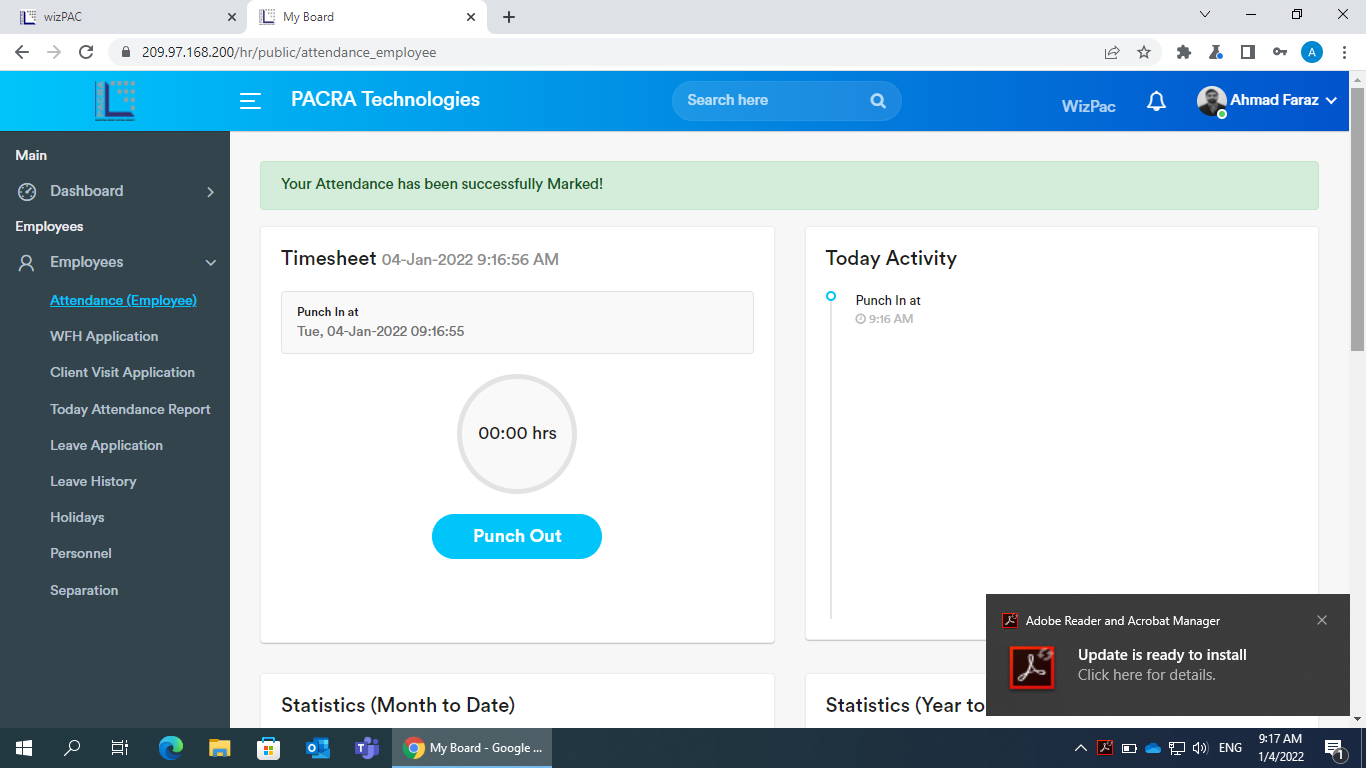 wizPAC
My Board
209.97.168.200/hr/public/attendance_employee
A
PACRA
PACRA Technologies
Search here
WizPac
Ahmad Faraz
Main
Dashboard
Employees
Employees
Attendance (Employee)
WFH Application
Client Visit Application
Today Attendance Report
Leave Application
Leave History
Holidays
Personnel
Separation
Your Attendance has been successfully Marked!
Timesheet 04-Jan-2022 9:16:56 AM
Punch In at
Tue, 04-Jan-2022 09:16:55
00:00 hrs
Punch Out
Today Activity
Punch In at
9:16 AM
Statistics (Month to Date)
Statistics (Year to
Adobe Reader and Acrobat Manager
Update is ready to install
Click here for details.
My Board - Google ...
ENG
9:17 AM
1/4/2022
1